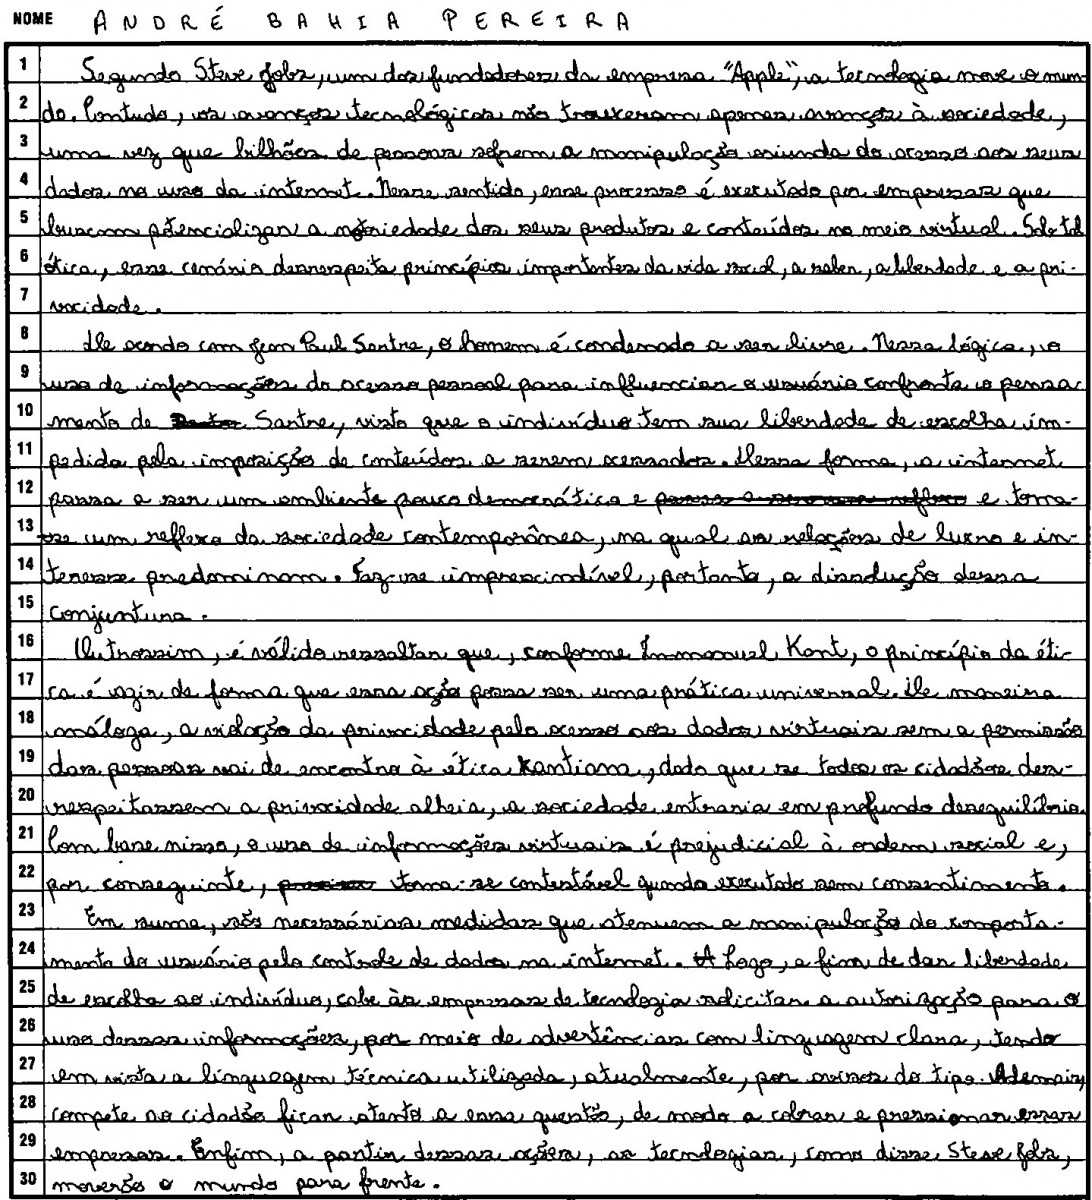 NOME ANDRÉ BAHIA PEREIRA
1 Segundo Steve Jobs, um dos fundadores da empresa "Apple", a tecnologia move o mun
2 do. Contudo, os avanços tecnológicos não trouxeram apenas avanços à sociedade,
3 uma vez que bilhões de pessoas sofrem a manipulação oriunda do acesso aos seus
4 dados no uso da internet. Nesse sentido, esse processo é executado por empresas que
5 buscam potencializar a notoriedade dos seus produtos e conteúdos no meio virtual. Sob tal
6 ótica, esse cenário desrespeita princípios importantes da vida social, a saber, a liberdade e a pri-
7 vacidade.
8 De acordo com Jean Paul Sartre, o homem é condenado a ser livre. Nessa lógica, o
9 uso de informações do acesso pessoal para influenciar o usuário confronta o pensa
10 mento de Sartre, visto que o indivíduo tem sua liberdade de escolha im-
11 pedida pela imposição de conteúdos a serem acessados. Dessa forma, a internet
12 passa a ser um ambiente pouco democrático e passa a ser um reflexo e torna-
13 se um reflexo da sociedade contemporânea, na qual as relações de lucro e in-
14 teresse predominam. Faz-se imprescindível, portanto, a dissolução dessa
15 conjuntura.
16 Outrossim, é válido ressaltar que, conforme Immanuel Kant, o princípio da éti-
17 ca é agir de forma que essa ação possa ser uma prática universal. De maneira
18 análoga, a violação da privacidade pelo acesso aos dados virtuais sem a permissão
19 das pessoas vai de encontro à ética kantiana, dado que se todos os cidadãos des-
20 respeitassem a privacidade alheia, a sociedade entraria em profundo desequilíbrio.
21 Com base nisso, o uso de informações virtuais é prejudicial à ordem social e,
22 por conseguinte, torna-se contestável quando executado sem consentimento.
23 Em suma, são necessárias medidas que atenuem a manipulação do comporta-
24 mento do usuário pelo controle de dados na internet. Logo, a fim de dar liberdade
25 de escolha ao indivíduo, cabe às empresas de tecnologia solicitar a autorização para o
26 uso dessas informações, por meio de advertências com linguagem clara, tendo
27 em vista a linguagem técnica utilizada, atualmente, por avisos do tipo. Ademais,
28 compete ao cidadão ficar atento a essa questão, de modo a cobrar e pressionar essas
29 empresas. Enfim, a partir dessas ações, as tecnologias, como disse Steve Jobs,
30 moverão o mundo para frente.